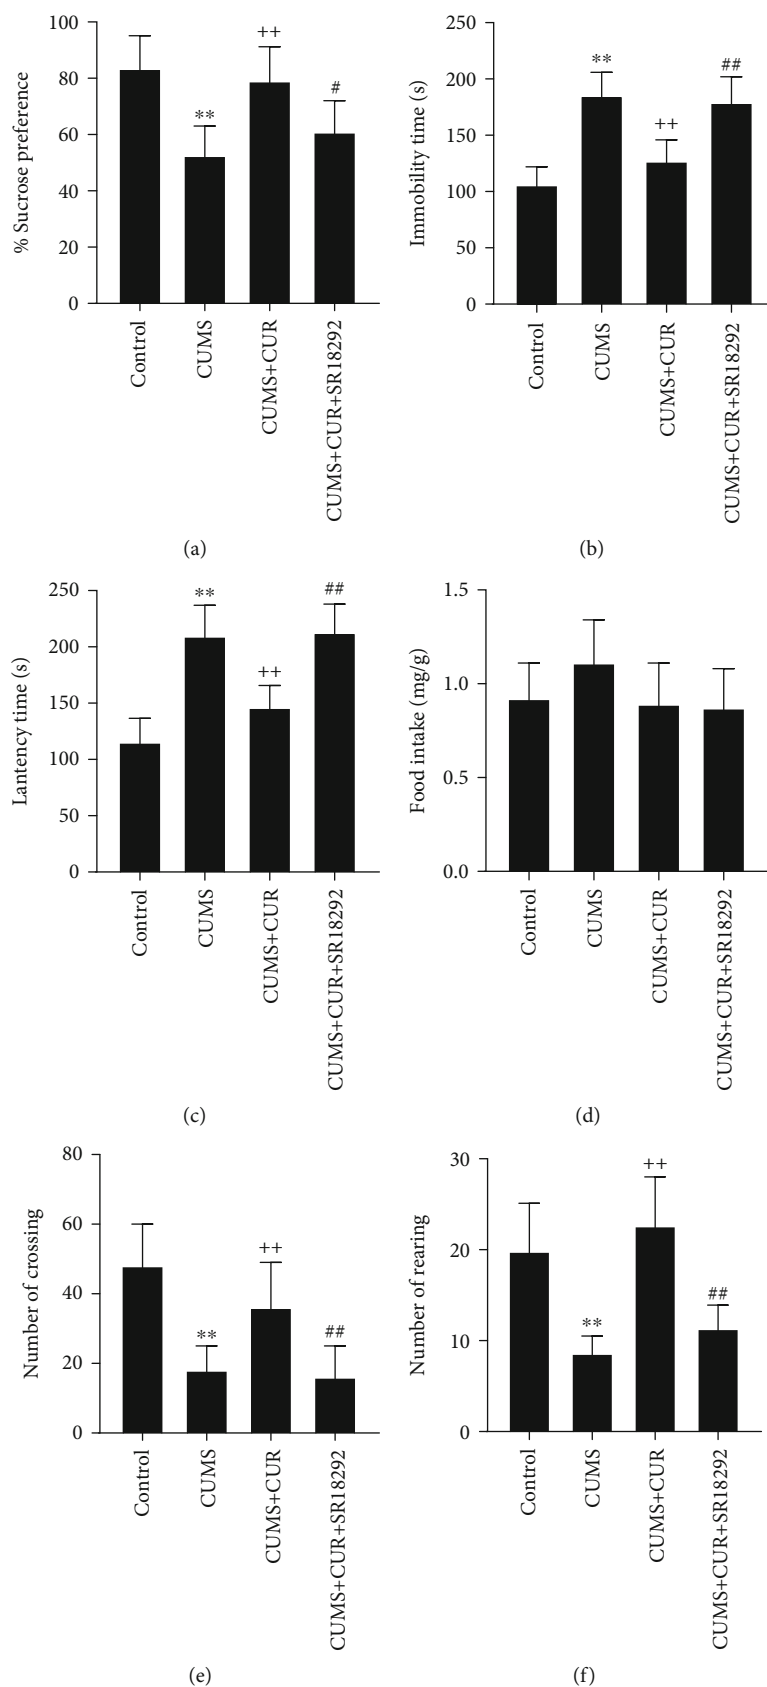 % Sucrose preference
100
80
60
40
20
0
**
++
#
Control
CUMS
CUMS+CUR
CUMS+CUR+SR18292
(a)
Immobility time (s)
250
200
150
100
50
0
**
++
##
Control
CUMS
CUMS+CUR
CUMS+CUR+SR18292
(b)
Lantency time (s)
250
200
150
100
50
0
**
++
##
Control
CUMS
CUMS+CUR
CUMS+CUR+SR18292
(c)
Food intake (mg/g)
1.5
1.0
0.5
0.0
Control
CUMS
CUMS+CUR
CUMS+CUR+SR18292
(d)
Number of crossing
80
60
40
20
0
**
++
##
Control
CUMS
CUMS+CUR
CUMS+CUR+SR18292
(e)
Number of rearing
30
20
10
0
**
++
##
Control
CUMS
CUMS+CUR
CUMS+CUR+SR18292
(f)